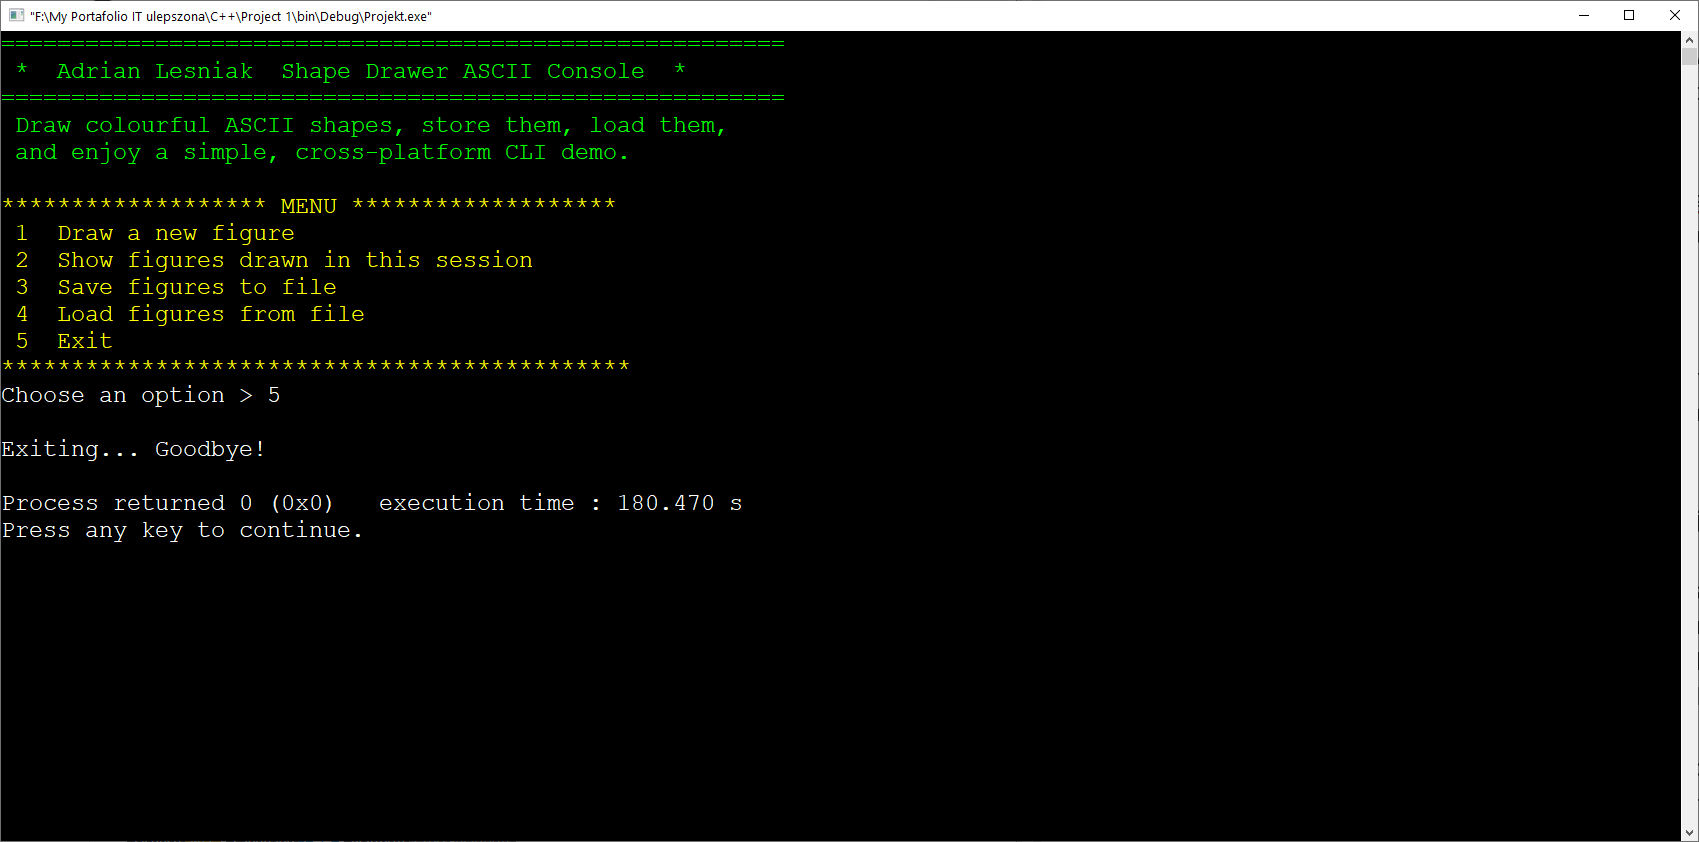 "F:\My Portafolio IT ulepszona\C++\Project 1\bin\Debug\Projekt.exe"
========================================================
 *  Adrian Lesniak  Shape Drawer ASCII Console  *
========================================================
 Draw colourful ASCII shapes, store them, load them,
 and enjoy a simple, cross-platform CLI demo.

******************* MENU *******************
 1  Draw a new figure
 2  Show figures drawn in this session
 3  Save figures to file
 4  Load figures from file
 5  Exit
*********************************************
Choose an option > 5

Exiting... Goodbye!

Process returned 0 (0x0)   execution time : 180.470 s
Press any key to continue.